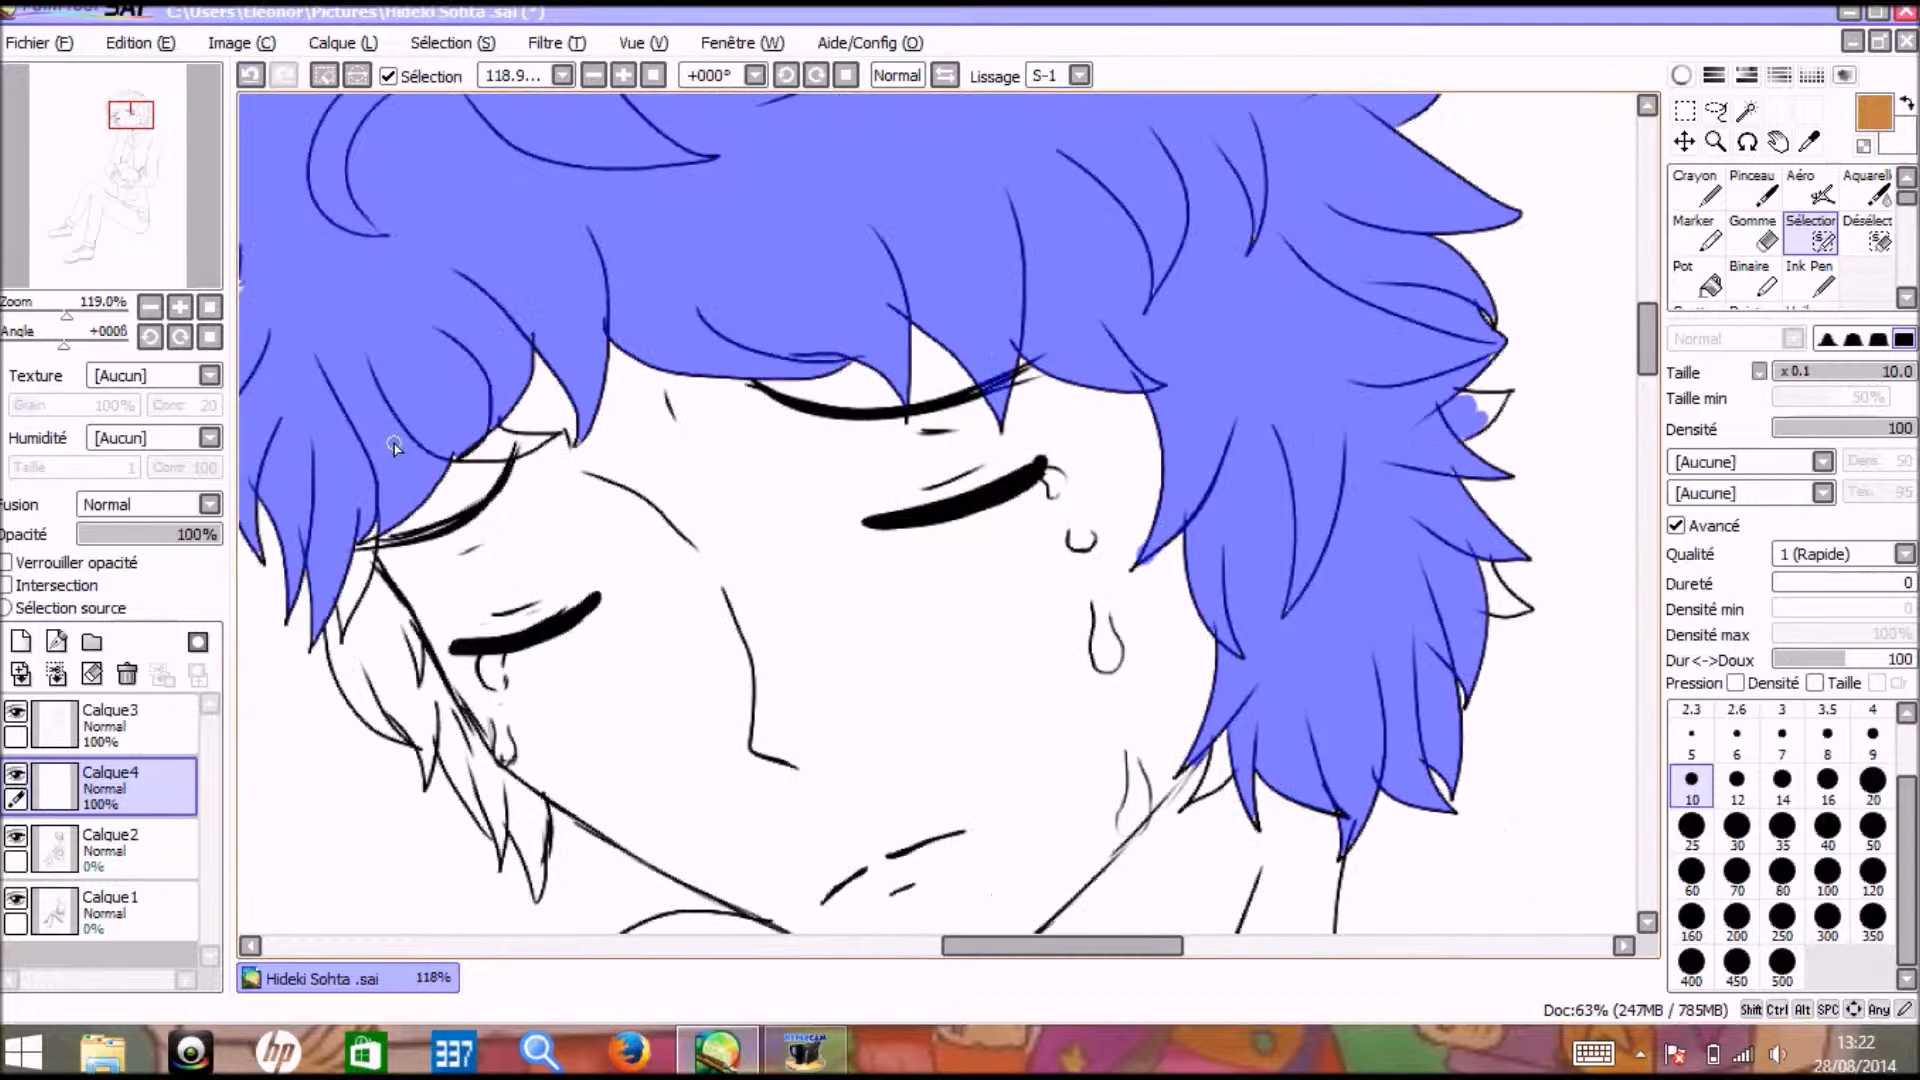 PaintTool SAI C:\Users\Eleonor\Pictures\Hideki Sohta .sai (*)
Fichier (F) Edition (E) Image (C) Calque (L) Sélection (S) Filtre (T) Vue (V) Fenêtre (W) Aide/Config (O)
Sélection 118.9... +000° Normal Lissage S-1
Zoom 119.0%
Angle +000ß
Texture [Aucun]
Grain 100% Contr 20
Humidité [Aucun]
Taille 1 Contr 100
Fusion Normal
Opacité 100%
Verrouiller opacité
Intersection
Sélection source
Calque3
Normal
100%
Calque4
Normal
100%
Calque2
Normal
0%
Calque1
Normal
0%
Hideki Sohta .sai 118%
Crayon Pinceau Aéro Aquarell
Marker Gomme Sélection Désélect
Pot Binaire Ink Pen
Normal
Taille x 0.1 10.0
Taille min 50%
Densité 100
[Aucune] Dens 50
[Aucune] 95
Avancé
Qualité 1 (Rapide)
Dureté 0
Densité min 0
Densité max 100%
Dur<->Doux 100
Pression Densité Taille
2.3 2.6 3 3.5 4
5 6 7 8 9
10 12 14 16 20
25 30 35 40 50
60 70 80 100 120
160 200 250 300 350
400 450 500
Doc:63% (247MB / 785MB) Shift Ctrl Alt SPC Any
hp 337 HYPERCAM
13:22
28/08/2014